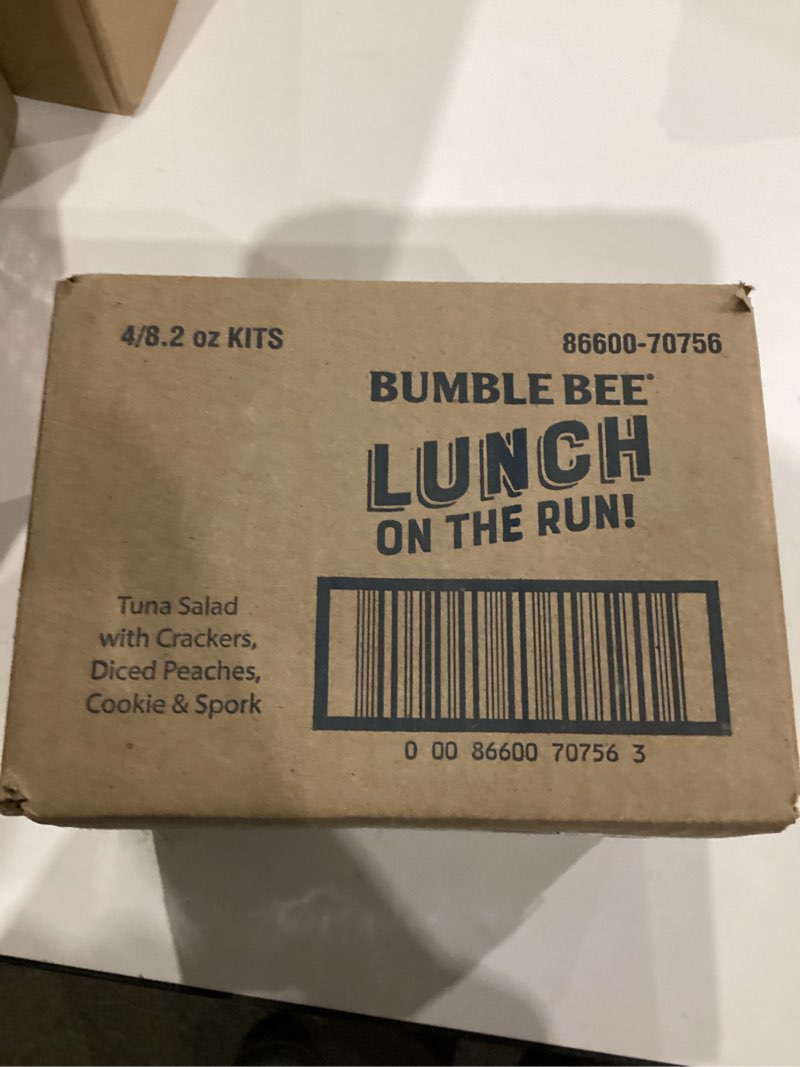 4/8.2 oz KITS
86600-70756
BUMBLE BEE®
LUNCH
ON THE RUN!
Tuna Salad
with Crackers,
Diced Peaches,
Cookie & Spork
0 00 86600 70756 3